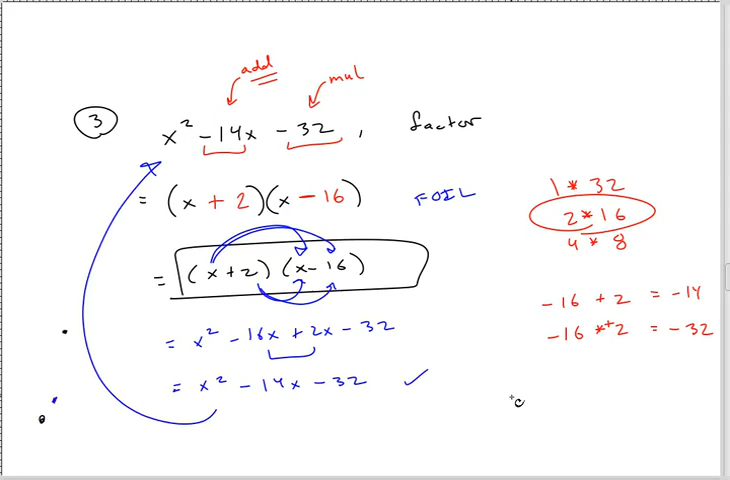 add
mul
3 x² - 14x - 32 , factor
= (x + 2)(x - 16) FOIL
= (x+2) (x-16)
= x² - 16x + 2x - 32
= x² - 14x - 32 ✓
1 * 32
2 * 16
4 * 8
-16 + 2 = -14
-16 *⁺2 = -32